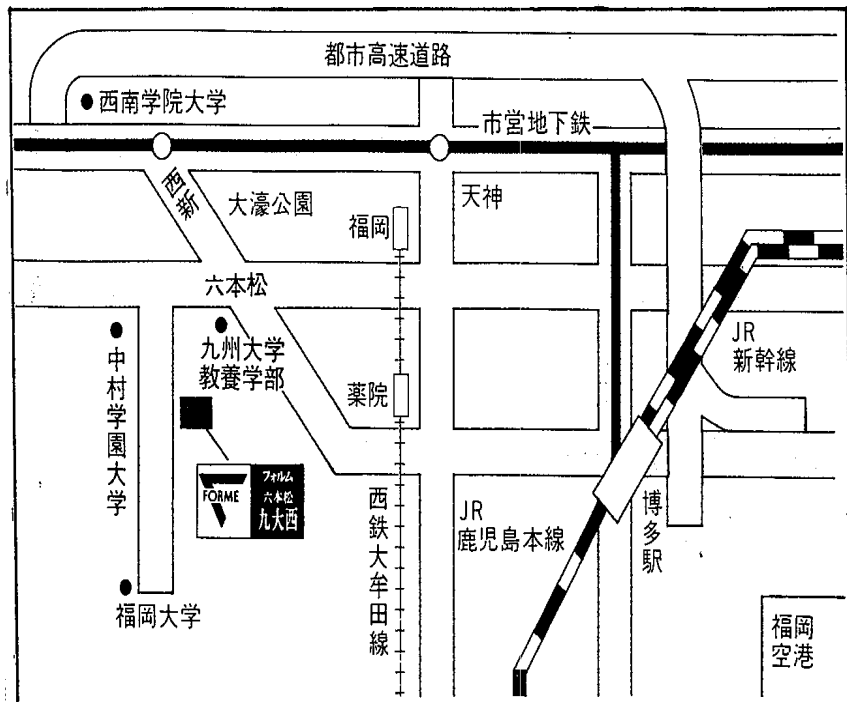 都市高速道路
西南学院大学
市営地下鉄
西新
大濠公園
福岡
天神
六本松
九州大学
教養学部
中村学園大学
薬院
JR
新幹線
FORME
フォルム
六本松
九大西
西鉄大牟田線
JR
鹿児島本線
博多駅
福岡大学
福岡
空港